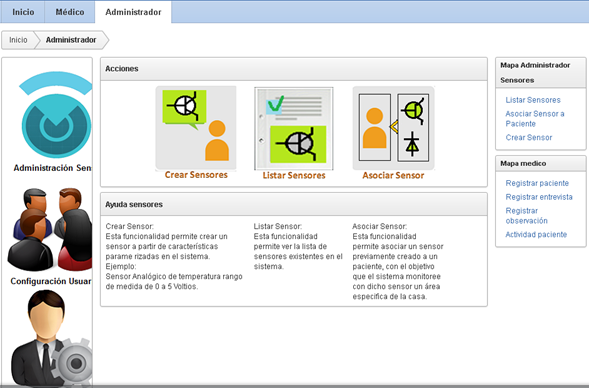 Inicio
Médico
Administrador
Inicio
Administrador
Administración Sen
Configuración Usuar
Acciones
Crear Sensores
Listar Sensores
Asociar Sensor
Ayuda sensores
Crear Sensor:
Esta funcionalidad permite crear un
sensor a partir de características
parame rizadas en el sistema.
Ejemplo:
Sensor Analógico de temperatura rango
de medida de 0 a 5 Voltios.
Listar Sensor:
Esta funcionalidad
permite ver la lista de
sensores existentes en el
sistema.
Asociar Sensor:
Esta funcionalidad
permite asociar un sensor
previamente creado a un
paciente, con el objetivo
que el sistema monitoree
con dicho sensor un área
especifica de la casa.
Mapa Administrador
Sensores
Listar Sensores
Asociar Sensor a
Paciente
Crear Sensor
Mapa medico
Registrar paciente
Registrar entrevista
Registrar
observación
Actividad paciente